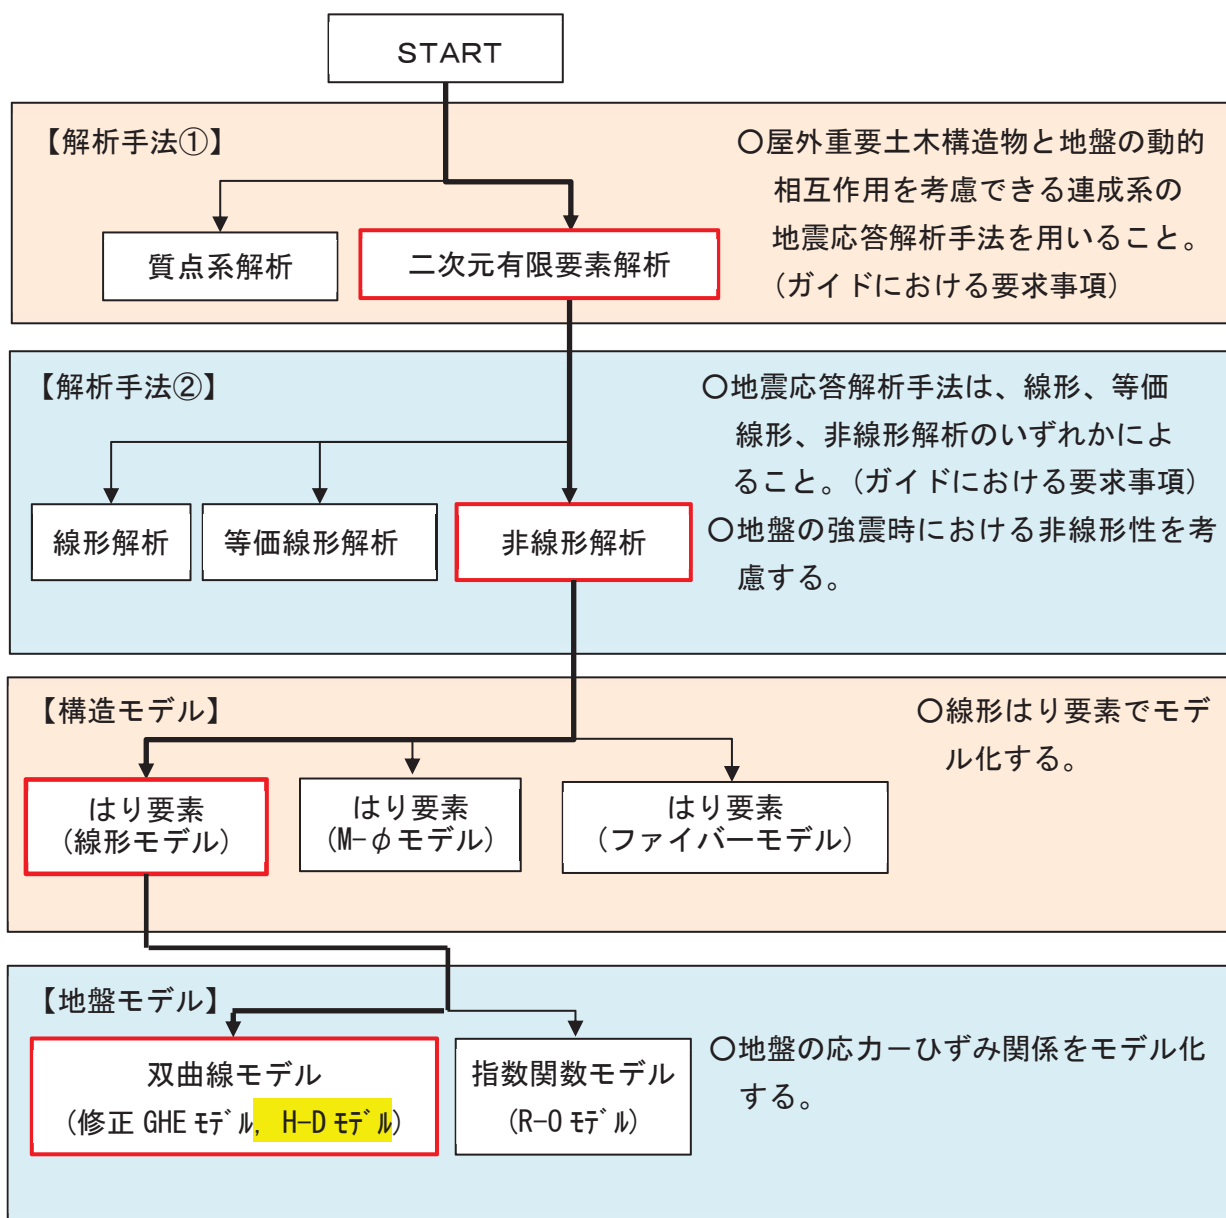 START
【解析手法①】
○屋外重要土木構造物と地盤の動的
相互作用を考慮できる連成系の
地震応答解析手法を用いること。
(ガイドにおける要求事項)
質点系解析
二次元有限要素解析
【解析手法②】
○地震応答解析手法は、線形、等価
線形、非線形解析のいずれかによ
ること。(ガイドにおける要求事項)
○地盤の強震時における非線形性を考
慮する。
線形解析
等価線形解析
非線形解析
【構造モデル】
○線形はり要素でモデ
ル化する。
はり要素
(線形モデル)
はり要素
(M-φモデル)
はり要素
(ファイバーモデル)
【地盤モデル】
○地盤の応力ーひずみ関係をモデル化
する。
双曲線モデル
(修正 GHE モデル, H-D モデル)
指数関数モデル
(R-O モデル)